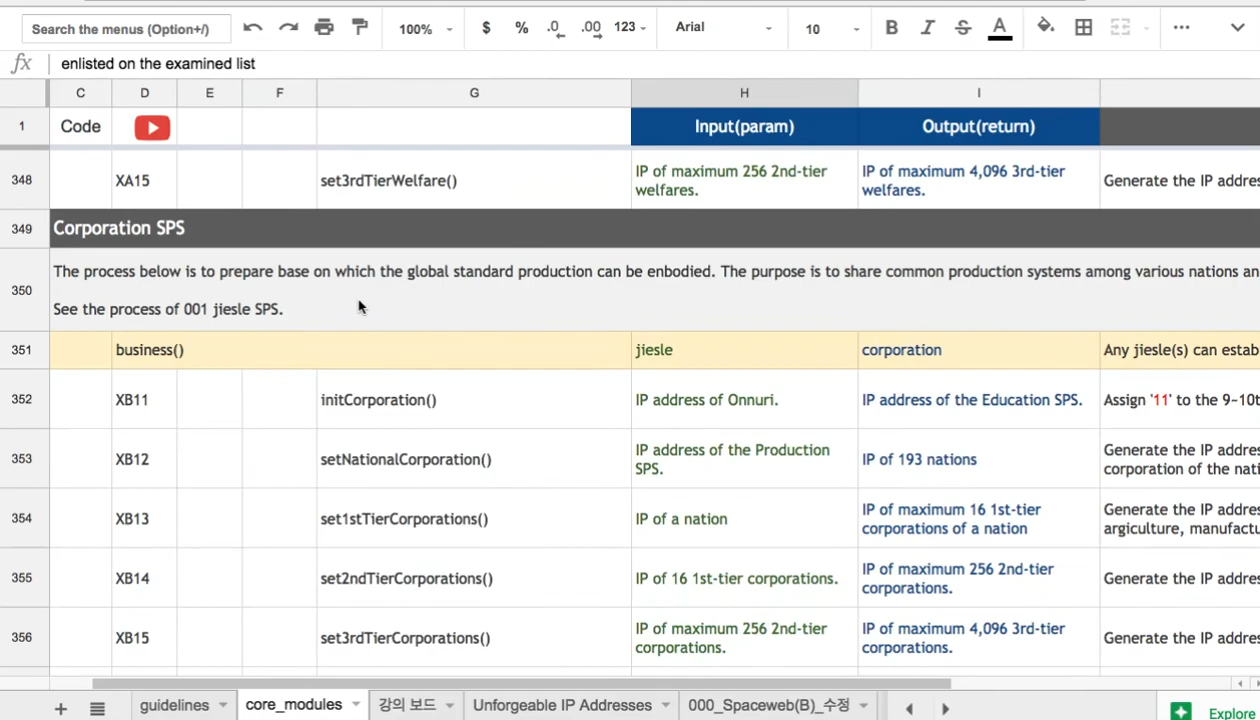 Search the menus (Option+/)
100%
$ % .0 .00 123
Arial
10
B I S A
fx enlisted on the examined list
C D E F G H I
1 Code Input(param) Output(return)
348 XA15 set3rdTierWelfare() IP of maximum 256 2nd-tier welfares. IP of maximum 4,096 3rd-tier welfares. Generate the IP addres
349 Corporation SPS
350 The process below is to prepare base on which the global standard production can be enbodied. The purpose is to share common production systems among various nations an
See the process of 001 jiesle SPS.
351 business() jiesle corporation Any jiesle(s) can estab
352 XB11 initCorporation() IP address of Onnuri. IP address of the Education SPS. Assign '11' to the 9~10t
353 XB12 setNationalCorporation() IP address of the Production SPS. IP of 193 nations Generate the IP addres corporation of the nati
354 XB13 set1stTierCorporations() IP of a nation IP of maximum 16 1st-tier corporations of a nation Generate the IP addres argiculture, manufactu
355 XB14 set2ndTierCorporations() IP of 16 1st-tier corporations. IP of maximum 256 2nd-tier corporations. Generate the IP addres
356 XB15 set3rdTierCorporations() IP of maximum 256 2nd-tier corporations. IP of maximum 4,096 3rd-tier corporations. Generate the IP addres
guidelines core_modules 강의 보드 Unforgeable IP Addresses 000_Spaceweb(B)_수정 Explore